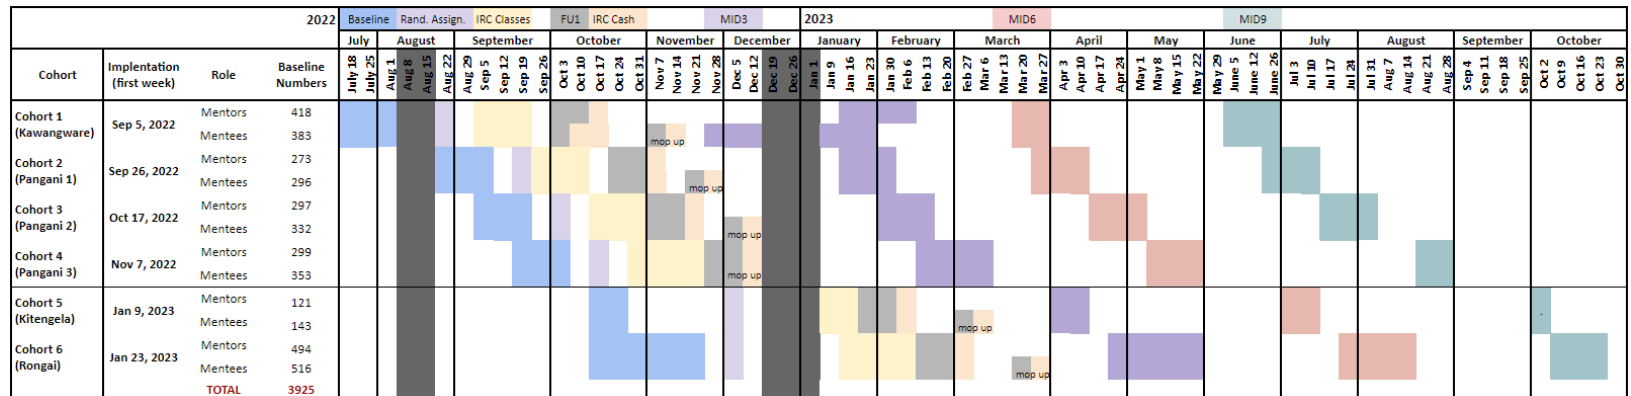 2022 Baseline Rand. Assign. IRC Classes FU1 IRC Cash MID3 2023 MID6 MID9
July August September October November December January February March April May June July August September October
Cohort Implentation (first week) Role Baseline Numbers July 18 July 25 Aug 1 Aug 8 Aug 15 Aug 22 Aug 29 Sep 5 Sep 12 Sep 19 Sep 26 Oct 3 Oct 10 Oct 17 Oct 24 Oct 31 Nov 7 Nov 14 Nov 21 Nov 28 Dec 5 Dec 12 Dec 19 Dec 26 Jan 1 Jan 9 Jan 16 Jan 23 Jan 30 Feb 6 Feb 13 Feb 20 Feb 27 Mar 6 Mar 13 Mar 20 Mar 27 Apr 3 Apr 10 Apr 17 Apr 24 May 1 May 8 May 15 May 22 May 29 June 5 June 12 June 26 Jul 3 Jul 10 Jul 17 Jul 24 Jul 31 Aug 7 Aug 14 Aug 21 Aug 28 Sep 4 Sep 11 Sep 18 Sep 25 Oct 2 Oct 9 Oct 16 Oct 23 Oct 30
Cohort 1 (Kawangware) Sep 5, 2022 Mentors 418
Mentees 383 mop up
Cohort 2 (Pangani 1) Sep 26, 2022 Mentors 273
Mentees 296 mop up
Cohort 3 (Pangani 2) Oct 17, 2022 Mentors 297
Mentees 332 mop up
Cohort 4 (Pangani 3) Nov 7, 2022 Mentors 299
Mentees 353 mop up
Cohort 5 (Kitengela) Jan 9, 2023 Mentors 121
Mentees 143 mop up
Cohort 6 (Rongai) Jan 23, 2023 Mentors 494
Mentees 516 mop up
TOTAL 3925